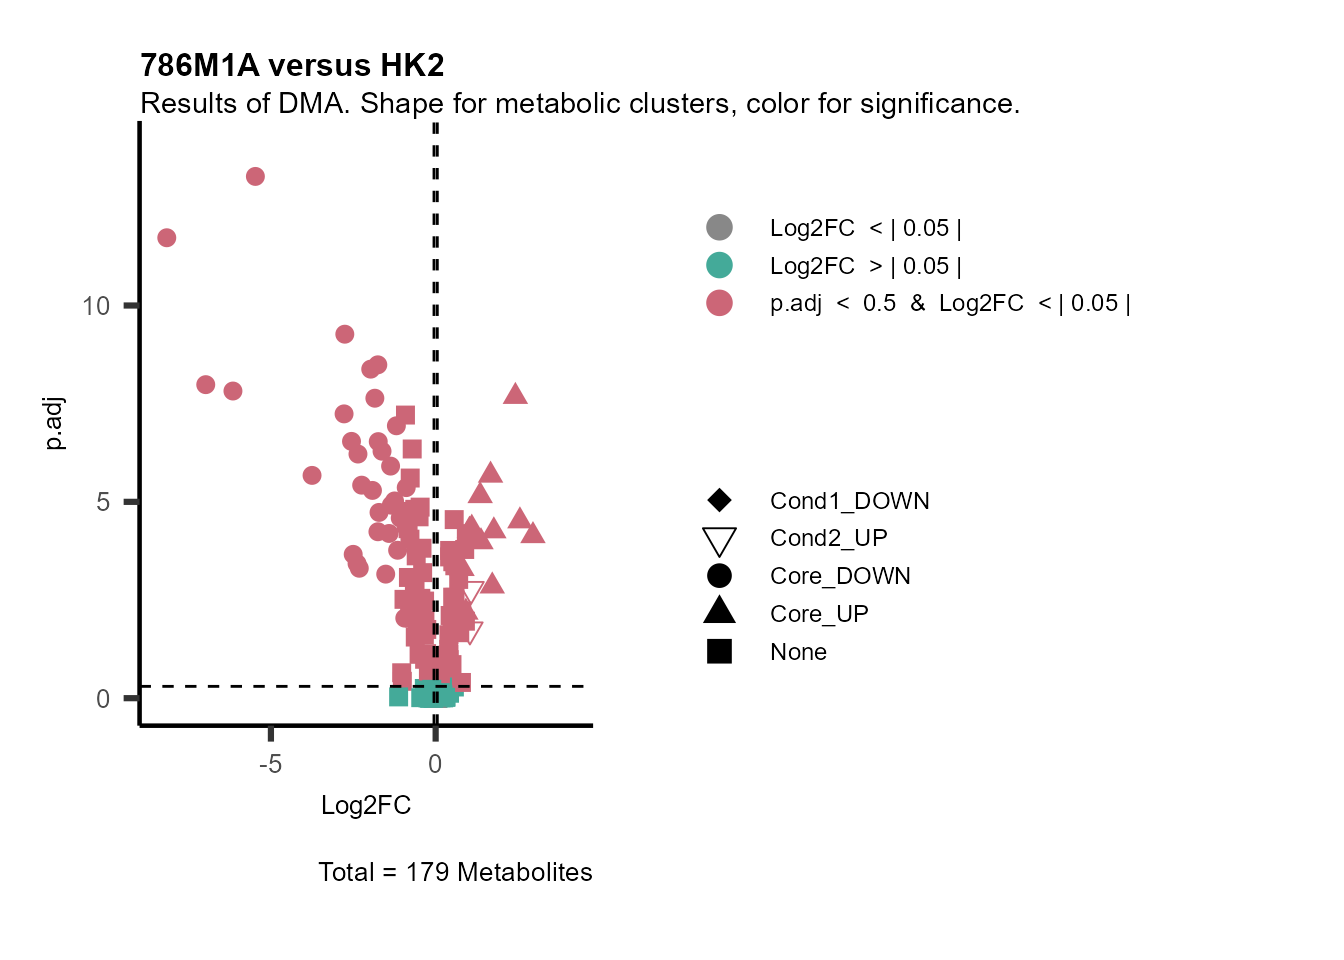 786M1A versus HK2
Results of DMA. Shape for metabolic clusters, color for significance.
p.adj
10
5
0
-5
0
Log2FC
Total = 179 Metabolites
Log2FC < | 0.05 |
Log2FC > | 0.05 |
p.adj < 0.5 & Log2FC < | 0.05 |
Cond1_DOWN
Cond2_UP
Core_DOWN
Core_UP
None